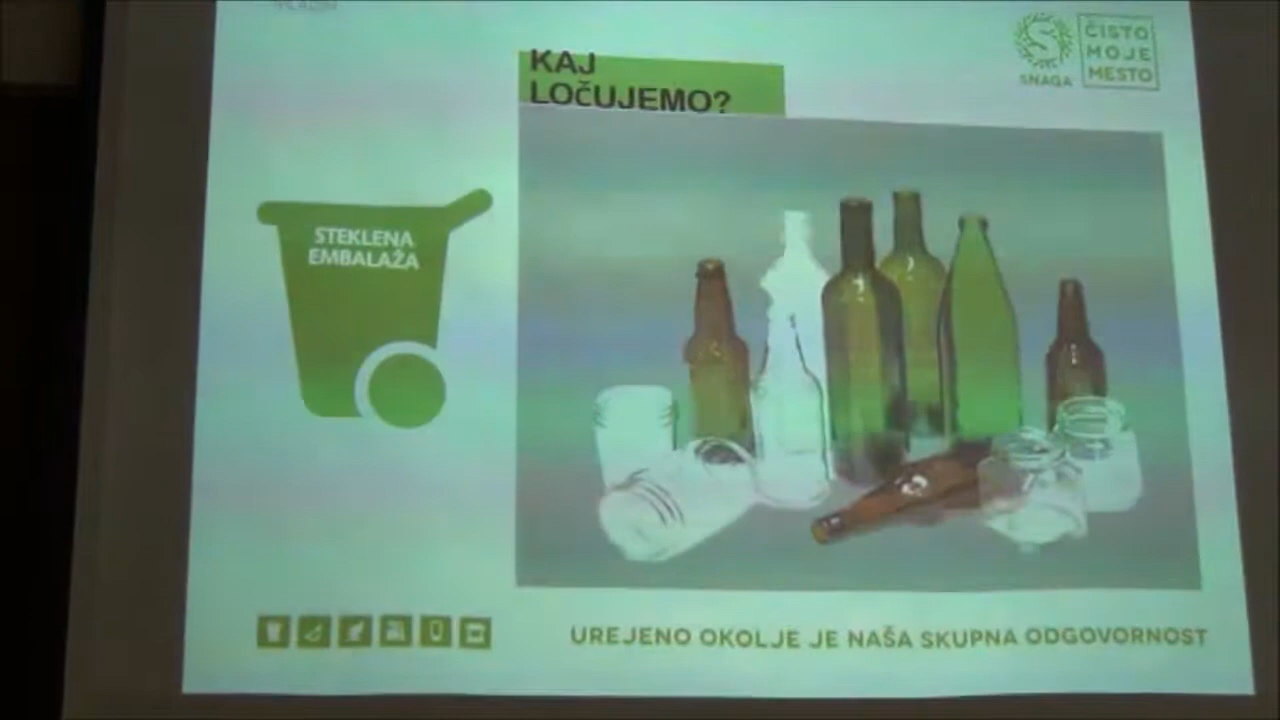 SNAGA
ČISTO
MOJE
MESTO
KAJ
LOČUJEMO?
STEKLENA
EMBALAŽA
UREJENO OKOLJE JE NAŠA SKUPNA ODGOVORNOST